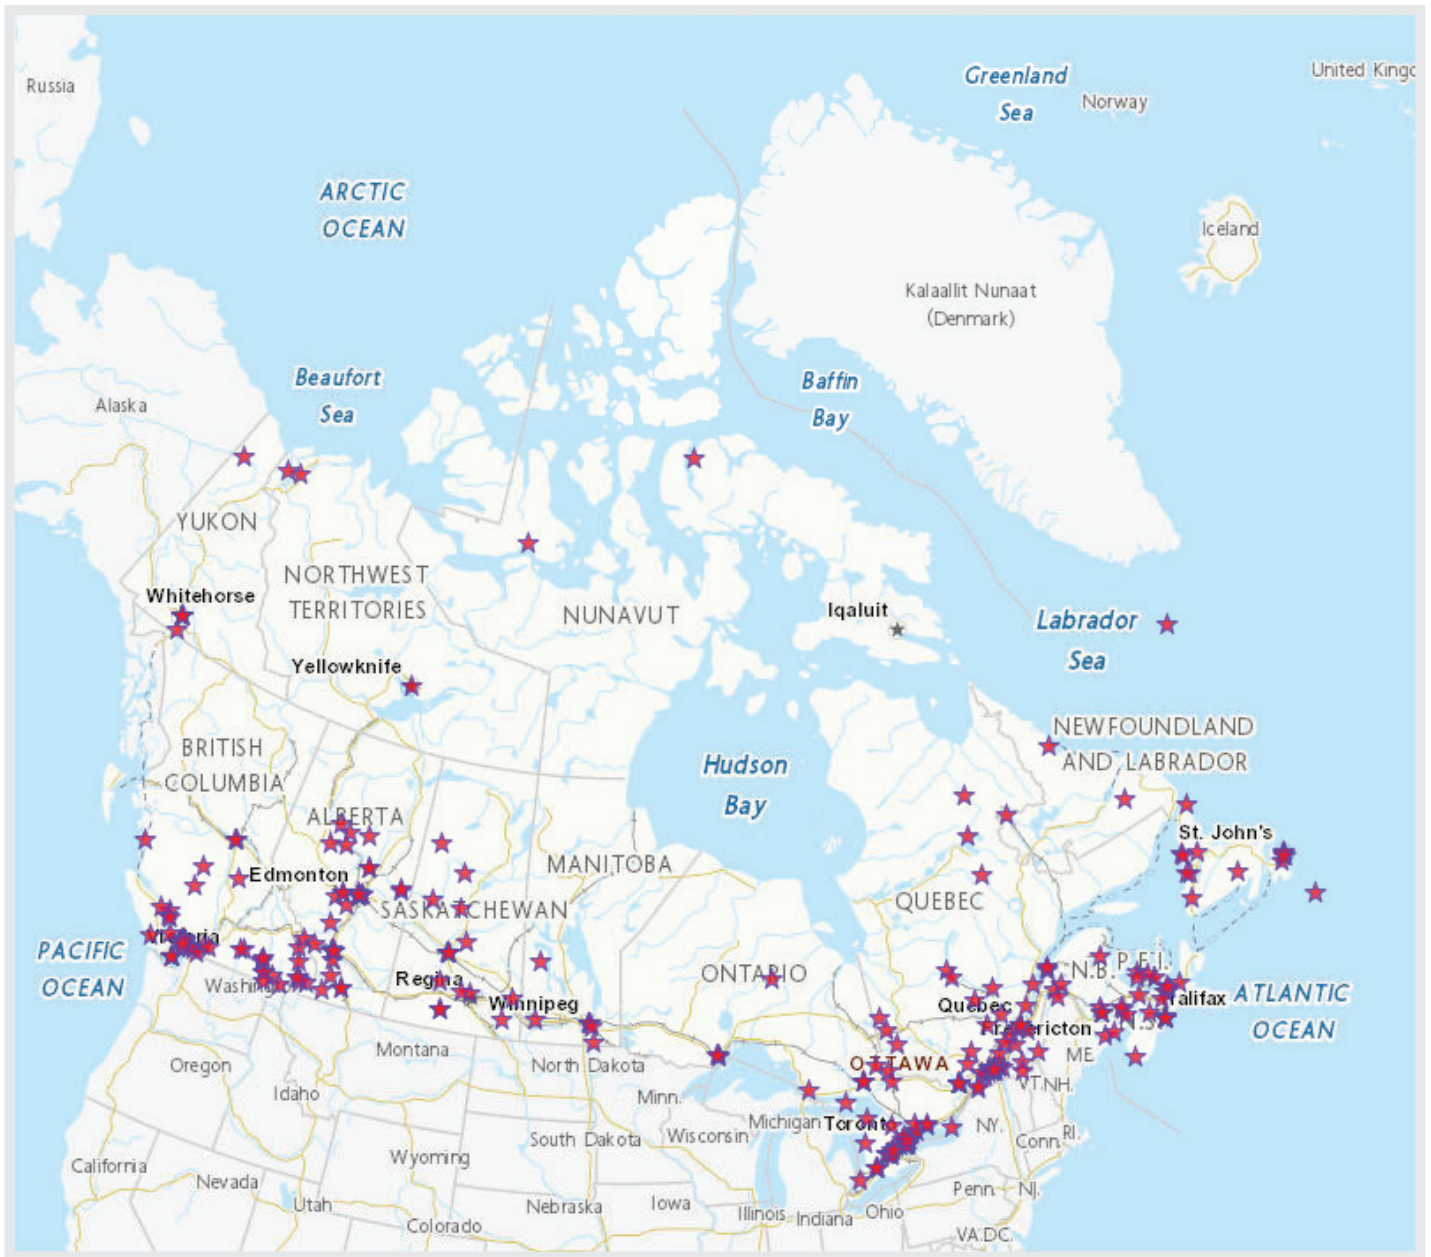 Russia
Greenland
Sea
Norway
United Kingd
ARCTIC
OCEAN
Iceland
Kalaallit Nunaat
(Denmark)
Beaufort
Sea
Baffin
Bay
Alaska
YUKON
NORTHWEST
TERRITORIES
Whitehorse
NUNAVUT
Iqaluit
Labrador
Sea
Yellowknife
NEWFOUNDLAND
AND LABRADOR
BRITISH
COLUMBIA
Hudson
Bay
ALBERTA
St. John's
Edmonton
MANITOBA
SASKATCHEWAN
QUEBEC
Victoria
PACIFIC
OCEAN
Regina
ONTARIO
N.B.
P.E.I.
Washington
Winnipeg
Quebec
Halifax
ATLANTIC
OCEAN
Fredericton
N.S.
Montana
North Dakota
OTTAWA
ME.
Oregon
Idaho
Minn.
VT.
NH.
Michigan
Toronto
NY.
South Dakota
Wisconsin
Conn.
RI.
Wyoming
California
Nevada
Penn.
NJ.
Utah
Nebraska
Iowa
Illinois
Indiana
Ohio
Colorado
VA.
DC.